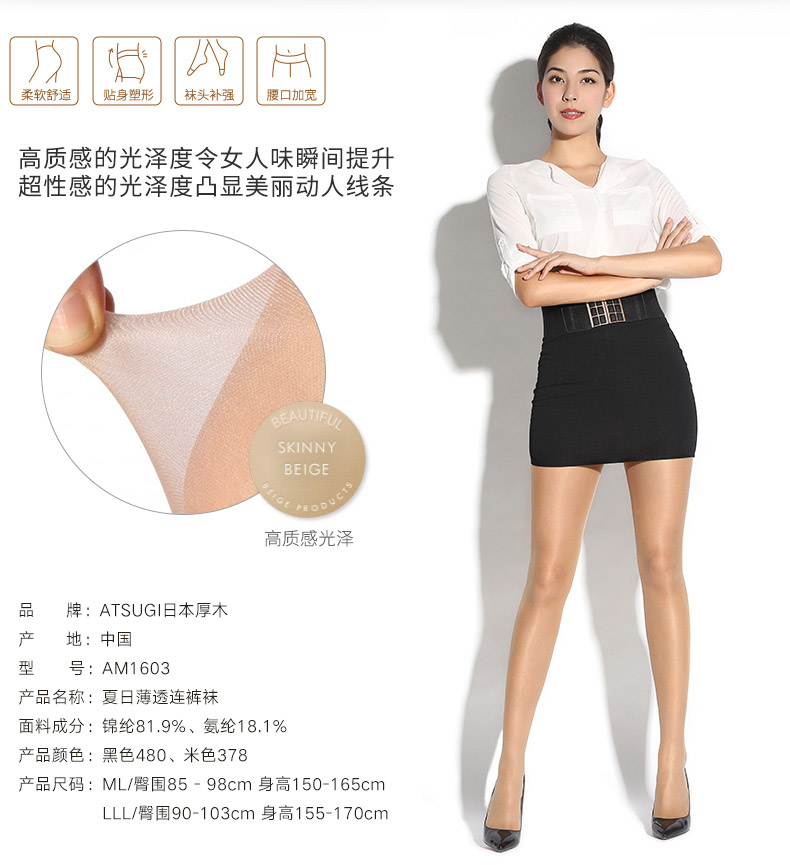 柔软舒适
贴身塑形
袜头补强
腰口加宽
高质感的光泽度令女人味瞬间提升
超性感的光泽度凸显美丽动人线条
BEAUTIFUL
SKINNY
BEIGE
BEIGE PRODUCTS
高质感光泽
品 牌：ATSUGI日本厚木
产 地：中国
型 号：AM1603
产品名称：夏日薄透连裤袜
面料成分：锦纶81.9%、氨纶18.1%
产品颜色：黑色480、米色378
产品尺码：ML/臀围85 - 98cm 身高150-165cm
LLL/臀围90-103cm 身高155-170cm